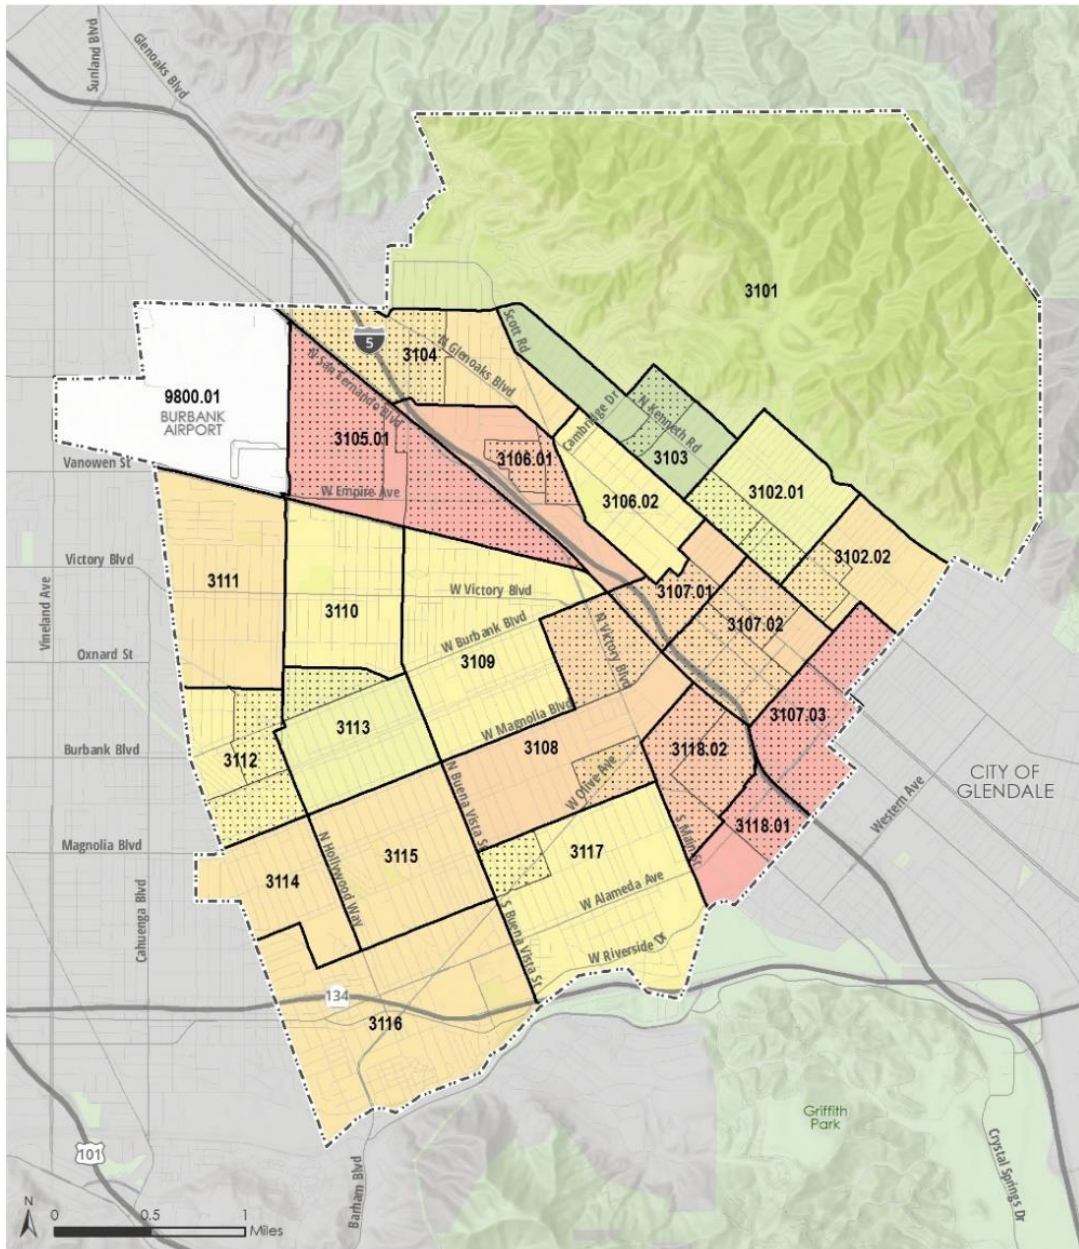 Sunland Blvd
Glenoaks Blvd
3101
Scott Rd
5
3104
N Glenoaks Blvd
W San Fernando Blvd
9800.01
BURBANK
AIRPORT
Cambridge Dr
N Kenneth Rd
3105.01
3106.01
3103
Vanowen St
W Empire Ave
3106.02
3102.01
3102.02
Victory Blvd
3111
W Victory Blvd
3107.01
3110
Vineland Ave
W Burbank Blvd
N Victory Blvd
3107.02
Oxnard St
3109
W Magnolia Blvd
3107.03
3113
Burbank Blvd
3112
3108
3118.02
W Olive Ave
CITY OF
GLENDALE
Western Ave
N Buena Vista St
S Main St
3118.01
Magnolia Blvd
N Hollywood Way
3115
3117
3114
Cahuenga Blvd
W Alameda Ave
S Buena Vista St
W Riverside Dr
134
3116
Griffith
Park
Crystal Springs Dr
101
Barham Blvd
N
0 0.5 1
Miles